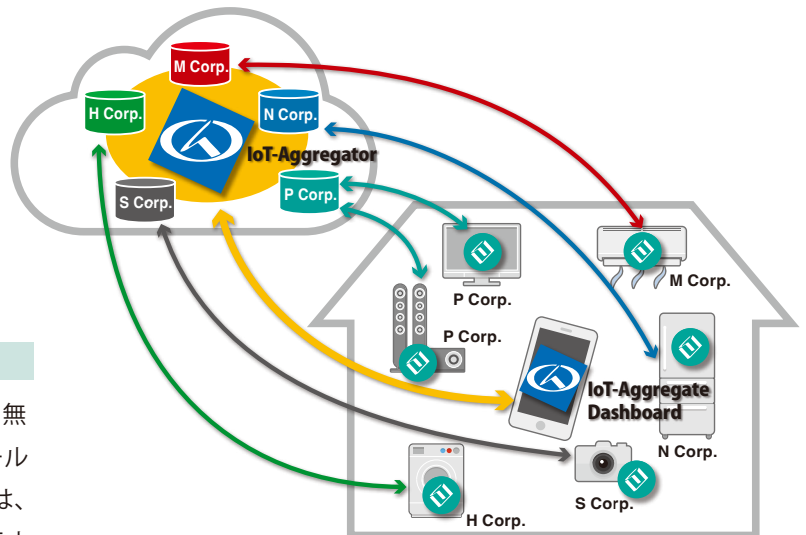 M Corp.
H Corp.
N Corp.
IoT-Aggregator
S Corp.
P Corp.
P Corp.
M Corp.
P Corp.
IoT-Aggregate
Dashboard
N Corp.
S Corp.
H Corp.
無
ール
は、